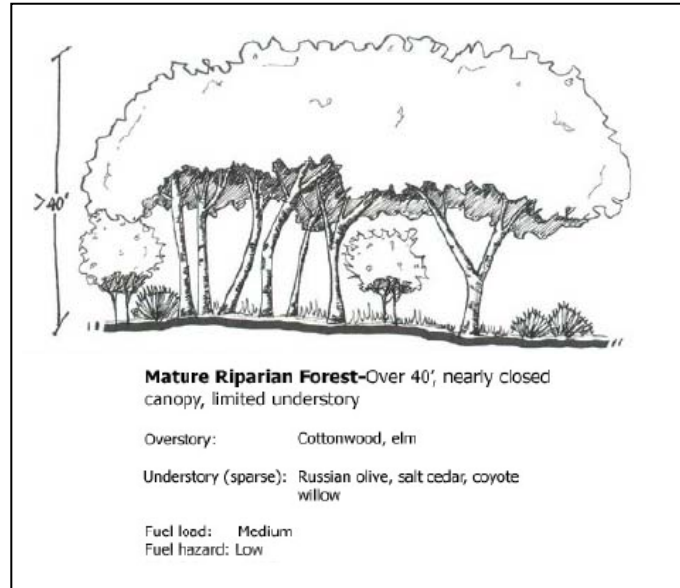 >40'
Mature Riparian Forest-Over 40', nearly closed
canopy, limited understory
Overstory: Cottonwood, elm
Understory (sparse): Russian olive, salt cedar, coyote
willow
Fuel load: Medium
Fuel hazard: Low